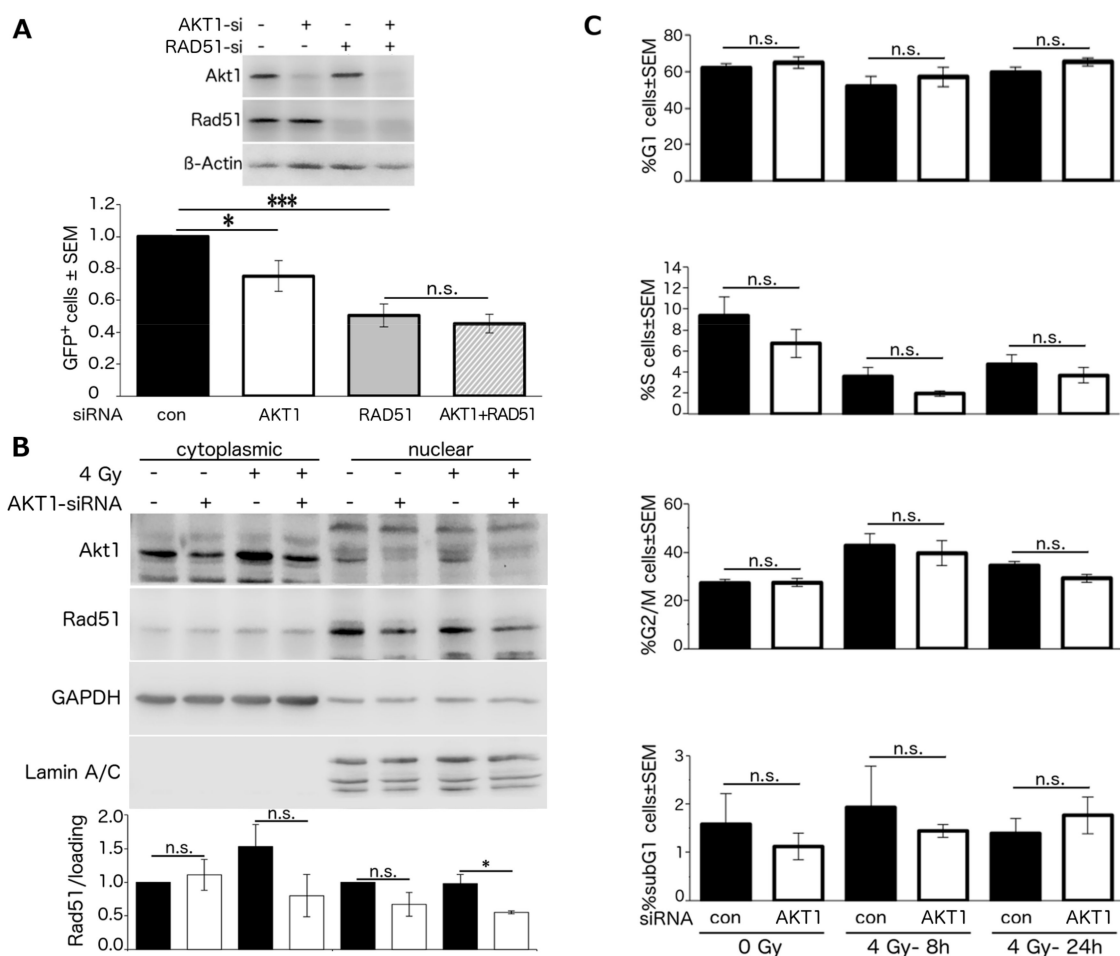 A
AKT1-si - + - +
RAD51-si - - + +
Akt1
Rad51
ß-Actin
GFP⁺ cells ± SEM
1.2
1.0
0.8
0.6
0.4
0.2
0
***
*
n.s.
siRNA con AKT1 RAD51 AKT1+RAD51
B
cytoplasmic nuclear
4 Gy - - + + - - + +
AKT1-siRNA - + - + - + - +
Akt1
Rad51
GAPDH
Lamin A/C
Rad51/loading
2.0
1.5
1.0
0.5
0.0
n.s. n.s. n.s. *
C
%G1 cells±SEM
80
60
40
20
0
n.s. n.s. n.s.
%S cells±SEM
14
12
10
8
6
4
2
0
n.s. n.s. n.s.
%G2/M cells±SEM
60
40
20
0
n.s. n.s. n.s.
%subG1 cells±SEM
3
2
1
0
n.s. n.s. n.s.
siRNA con AKT1 con AKT1 con AKT1
0 Gy 4 Gy- 8h 4 Gy- 24h